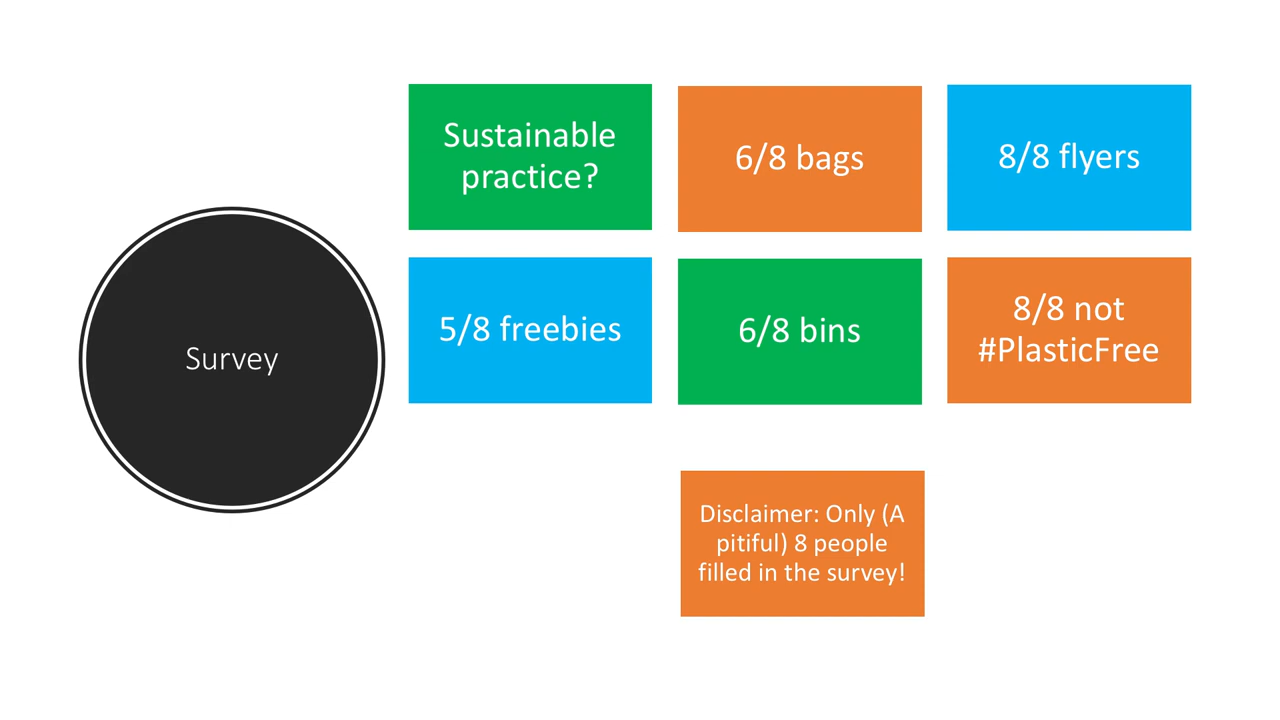 Survey
Sustainable
practice?
6/8 bags
8/8 flyers
5/8 freebies
6/8 bins
8/8 not
#PlasticFree
Disclaimer: Only (A
pitiful) 8 people
filled in the survey!